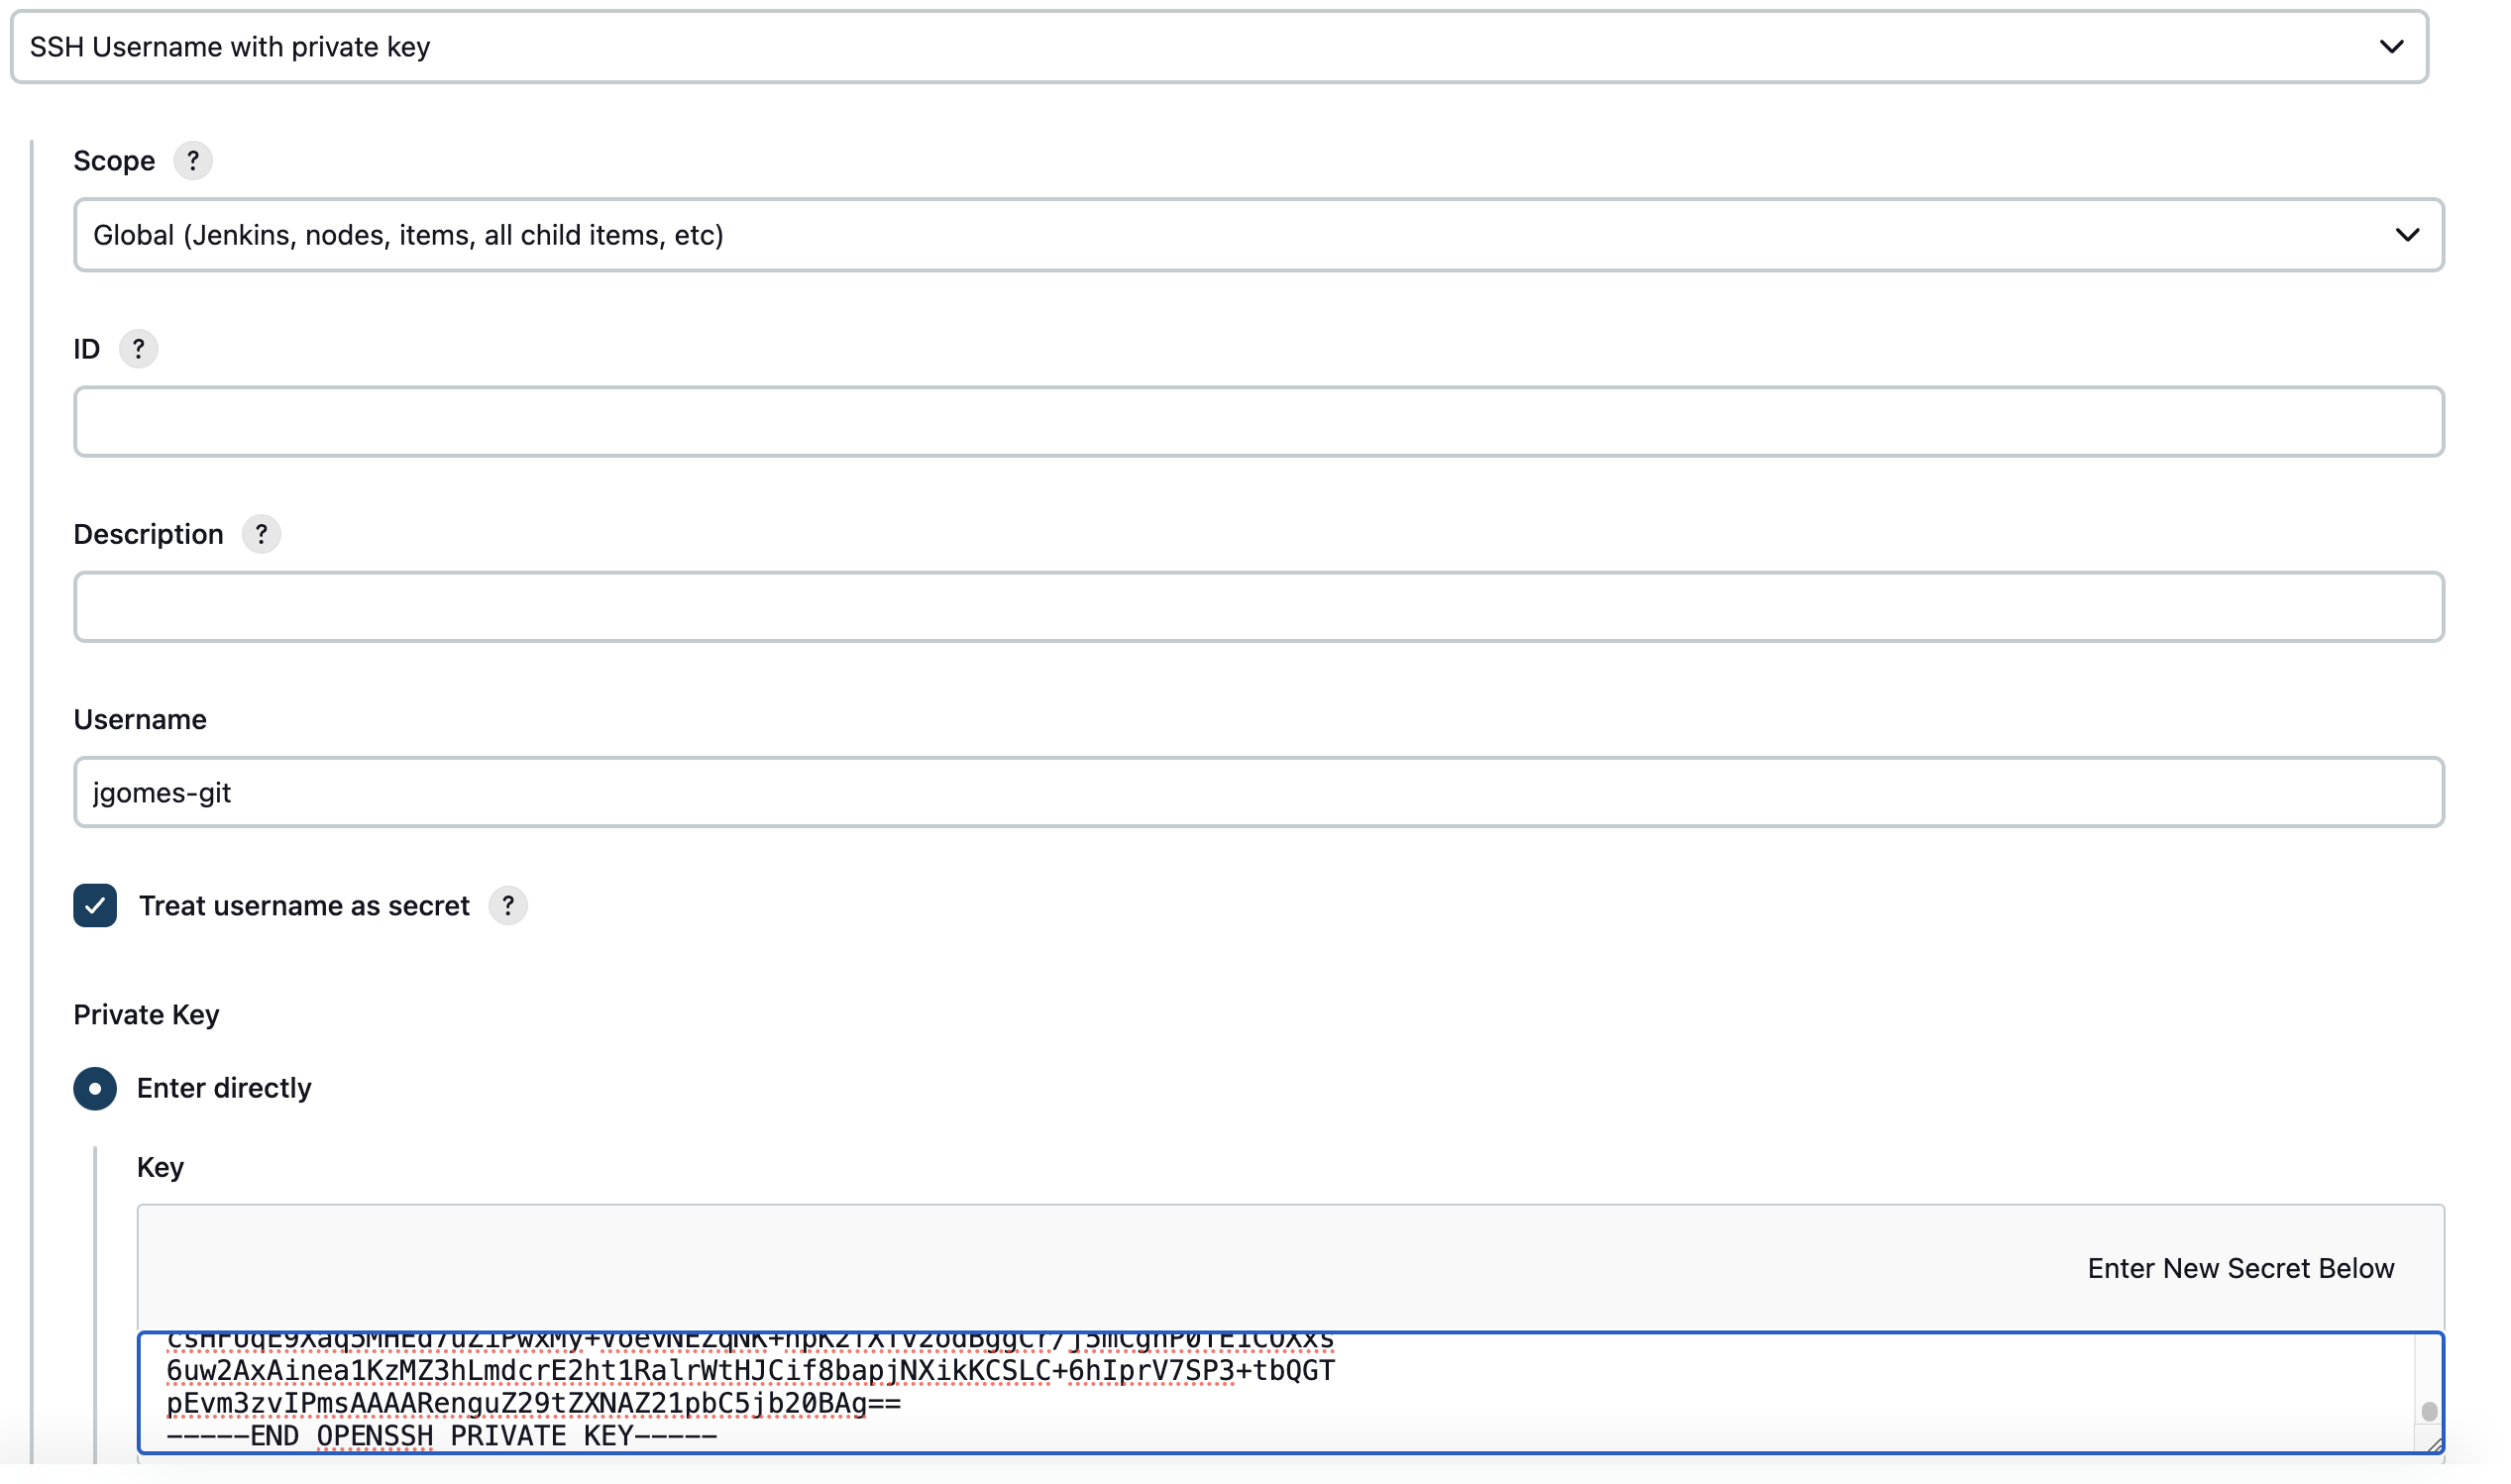 SSH Username with private key
Scope ?
Global (Jenkins, nodes, items, all child items, etc)
ID ?
Description ?
Username
jgomes-git
Treat username as secret ?
Private Key
Enter directly
Key
Enter New Secret Below
6uw2AxAinea1KzMZ3hLmdcrE2ht1RalrWtHJCif8bapjNXikKCSLC+6hIprV7SP3+tbQGT
pEvm3zvIPmsAAAARenguZ29tZXNAZ21pbC5jb20BAg==
-----END OPENSSH PRIVATE KEY-----